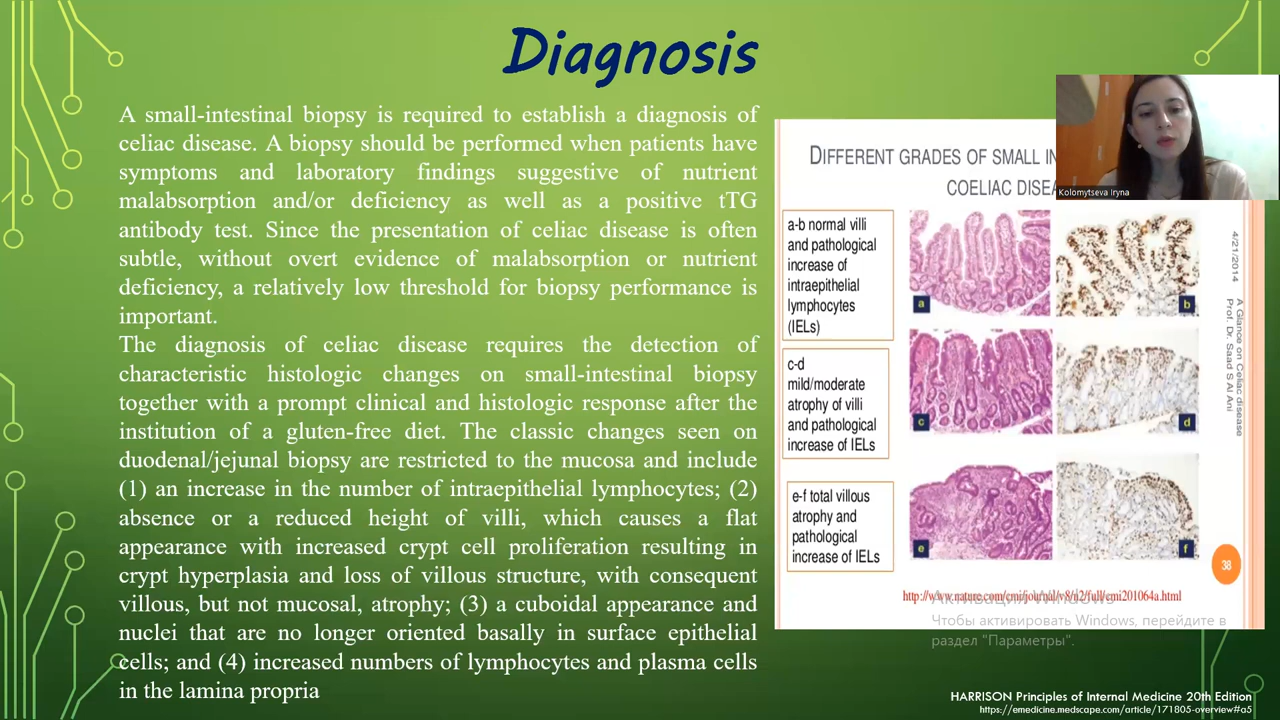 Diagnosis
A small-intestinal biopsy is required to establish a diagnosis of
celiac disease. A biopsy should be performed when patients have
symptoms and laboratory findings suggestive of nutrient
malabsorption and/or deficiency as well as a positive tTG
antibody test. Since the presentation of celiac disease is often
subtle, without overt evidence of malabsorption or nutrient
deficiency, a relatively low threshold for biopsy performance is
important.
The diagnosis of celiac disease requires the detection of
characteristic histologic changes on small-intestinal biopsy
together with a prompt clinical and histologic response after the
institution of a gluten-free diet. The classic changes seen on
duodenal/jejunal biopsy are restricted to the mucosa and include
(1) an increase in the number of intraepithelial lymphocytes; (2)
absence or a reduced height of villi, which causes a flat
appearance with increased crypt cell proliferation resulting in
crypt hyperplasia and loss of villous structure, with consequent
villous, but not mucosal, atrophy; (3) a cuboidal appearance and
nuclei that are no longer oriented basally in surface epithelial
cells; and (4) increased numbers of lymphocytes and plasma cells
in the lamina propria
Kolomytseva Iryna
DIFFERENT GRADES OF SMALL IN
COELIAC DISEA
a-b normal villi
and pathological
increase of
intraepithelial
lymphocytes
(IELs)
a
b
c-d
mild/moderate
atrophy of villi
and pathological
increase of IELs
c
d
e-f total villous
atrophy and
pathological
increase of IELs
e
f
4/21/2014
A Glance on Celiac disease
Prof. Dr. Saad S Al Ani
38
http://www.nature.com/cmi/journal/v8/n2/full/cmi201064a.html
Активация Windows
Чтобы активировать Windows, перейдите в
раздел "Параметры".
HARRISON Principles of Internal Medicine 20th Edition
https://emedicine.medscape.com/article/171805-overview#a5